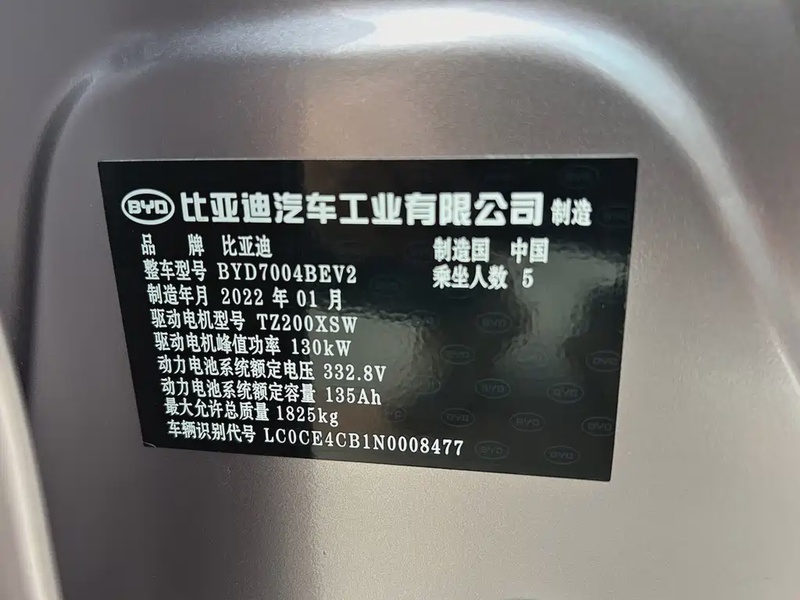 BYD 比亚迪汽车工业有限公司 制造
品 牌 比亚迪 制造国 中国
整车型号 BYD7004BEV2 乘坐人数 5
制造年月 2022 年 01 月
驱动电机型号 TZ200XSW
驱动电机峰值功率 130kW
动力电池系统额定电压 332.8V
动力电池系统额定容量 135Ah
最大允许总质量 1825kg
车辆识别代号 LC0CE4CB1N0008477